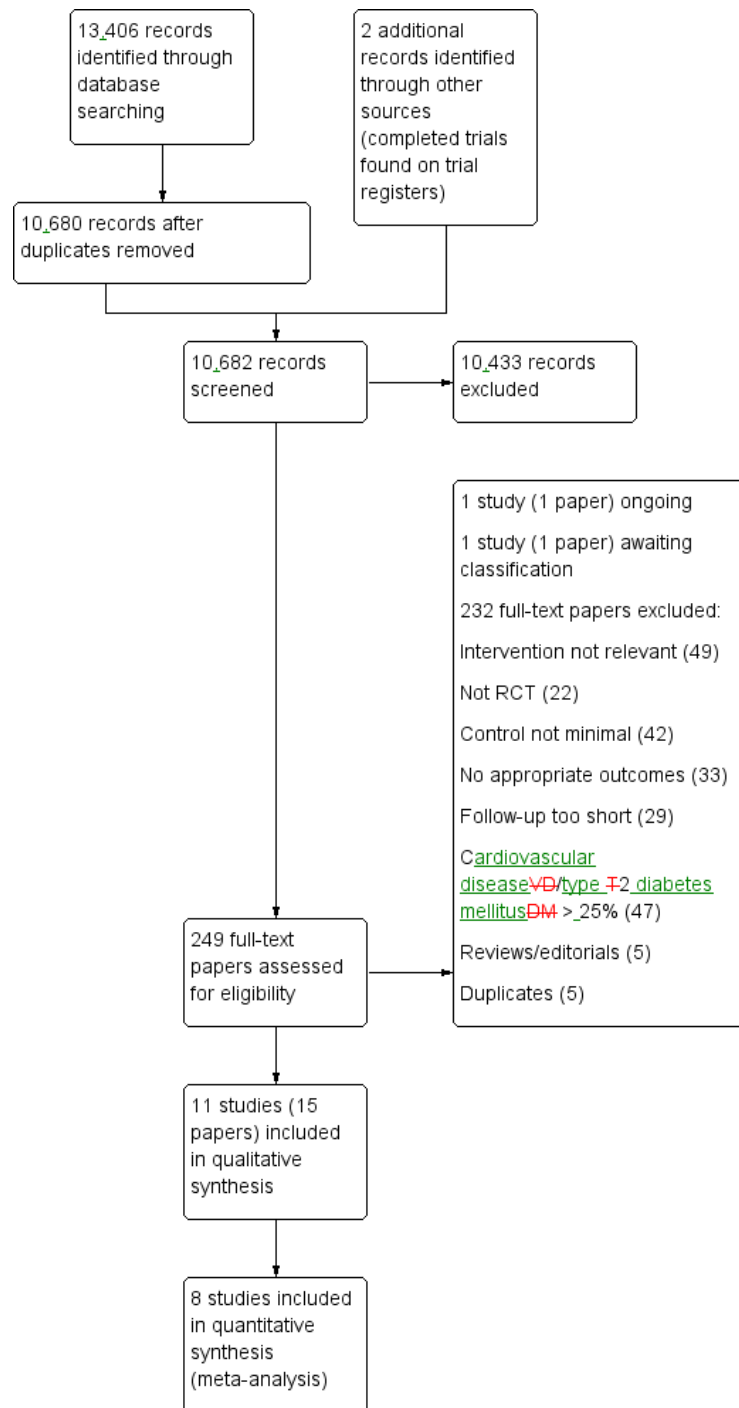 13,406 records
identified through
database
searching
2 additional
records identified
through other
sources
(completed trials
found on trial
registers)
10,680 records after
duplicates removed
10,682 records
screened
10,433 records
excluded
1 study (1 paper) ongoing
1 study (1 paper) awaiting
classification
232 full-text papers excluded:
Intervention not relevant (49)
Not RCT (22)
Control not minimal (42)
No appropriate outcomes (33)
Follow-up too short (29)
Cardiovascular
diseaseVD/type T2 diabetes
mellitusDM > 25% (47)
Reviews/editorials (5)
Duplicates (5)
249 full-text
papers assessed
for eligibility
11 studies (15
papers) included
in qualitative
synthesis
8 studies included
in quantitative
synthesis
(meta-analysis)